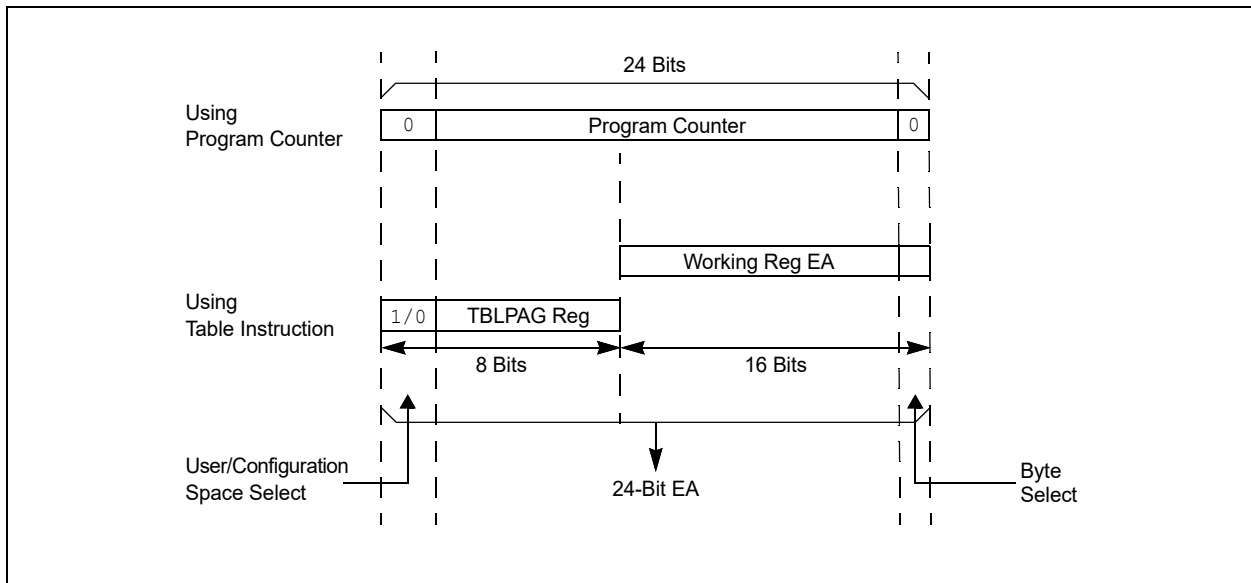 24 Bits
Using
Program Counter
0
Program Counter
0
Working Reg EA
Using
Table Instruction
1/0
TBLPAG Reg
8 Bits
16 Bits
User/Configuration
Space Select
24-Bit EA
Byte
Select